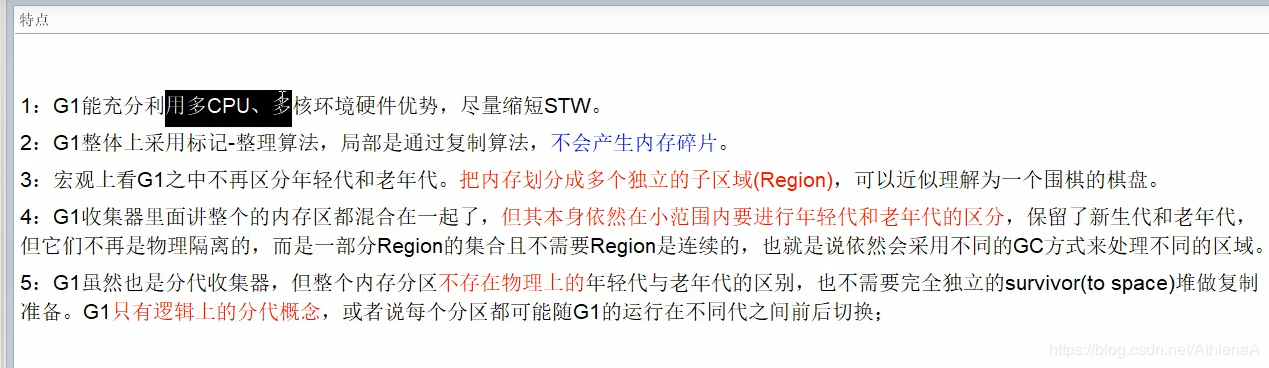 特点
1：G1能充分利用多CPU、多核环境硬件优势，尽量缩短STW。
2：G1整体上采用标记-整理算法，局部是通过复制算法，不会产生内存碎片。
3：宏观上看G1之中不再区分年轻代和老年代。把内存划分成多个独立的子区域(Region)，可以近似理解为一个围棋的棋盘。
4：G1收集器里面讲整个的内存区都混合在一起了，但其本身依然在小范围内要进行年轻代和老年代的区分，保留了新生代和老年代，
但它们不再是物理隔离的，而是一部分Region的集合且不需要Region是连续的，也就是说依然会采用不同的GC方式来处理不同的区域。
5：G1虽然也是分代收集器，但整个内存分区不存在物理上的年轻代与老年代的区别，也不需要完全独立的survivor(to space)堆做复制
准备。G1只有逻辑上的分代概念，或者说每个分区都可能随G1的运行在不同代之间前后切换；
https://blog.csdn.net/AthlenaA